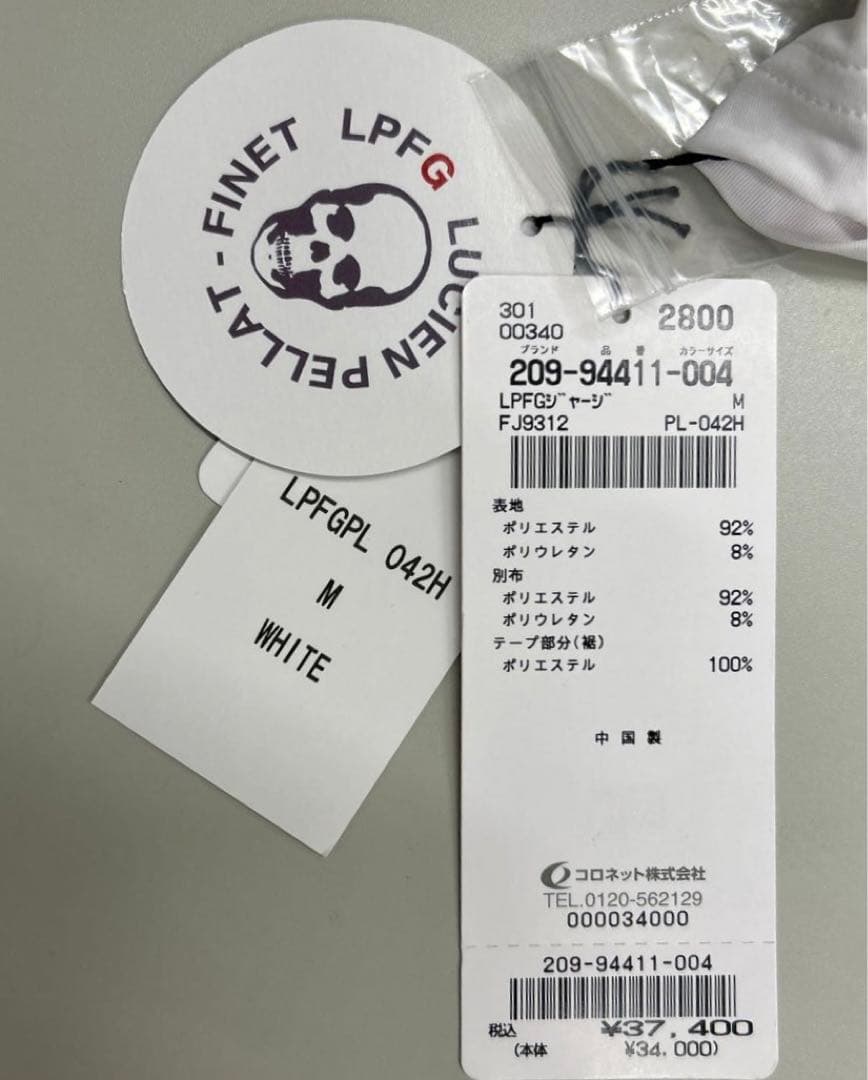 LPFG LUCIEN PELLAT-FINET
LPFGPL 042H
M
WHITE
301
00340
2800
ブランド 品番 カラーサイズ
209-94411-004
LPFGジャージ M
FJ9312 PL-042H
表地
ポリエステル 92%
ポリウレタン 8%
別布
ポリエステル 92%
ポリウレタン 8%
テープ部分(裾)
ポリエステル 100%
中国製
コロネット株式会社
TEL.0120-562129
000034000
209-94411-004
税込 ¥37,400
(本体 ¥34,000)